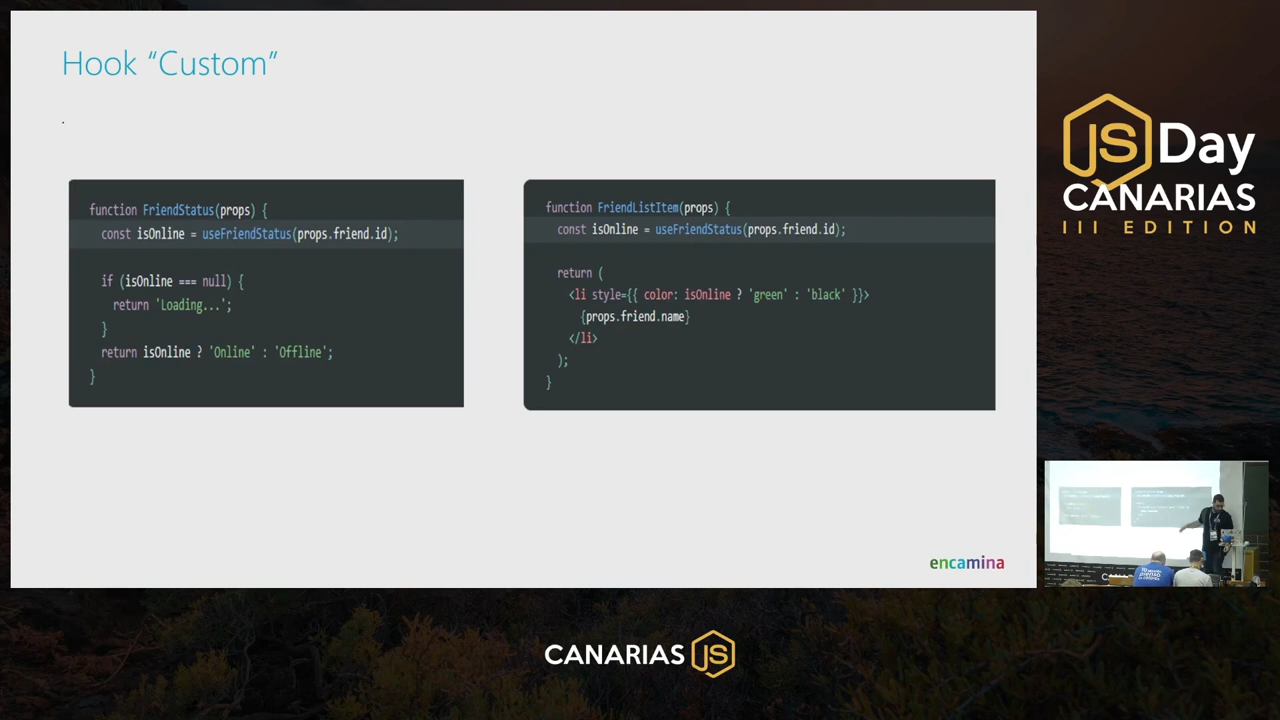 Hook “Custom”
.
function FriendStatus(props) {
const isOnline = useFriendStatus(props.friend.id);
if (isOnline === null) {
return 'Loading...';
}
return isOnline ? 'Online' : 'Offline';
}
function FriendListItem(props) {
const isOnline = useFriendStatus(props.friend.id);
return (
<li style={{ color: isOnline ? 'green' : 'black' }}>
{props.friend.name}
</li>
);
}
encamina
JS Day
CANARIAS
III EDITION
CANARIAS JS